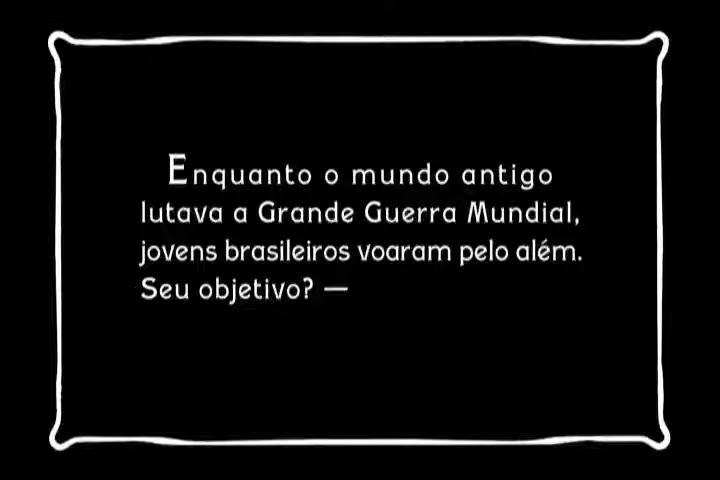 Enquanto o mundo antigo
lutava a Grande Guerra Mundial,
jovens brasileiros voaram pelo além.
Seu objetivo? —